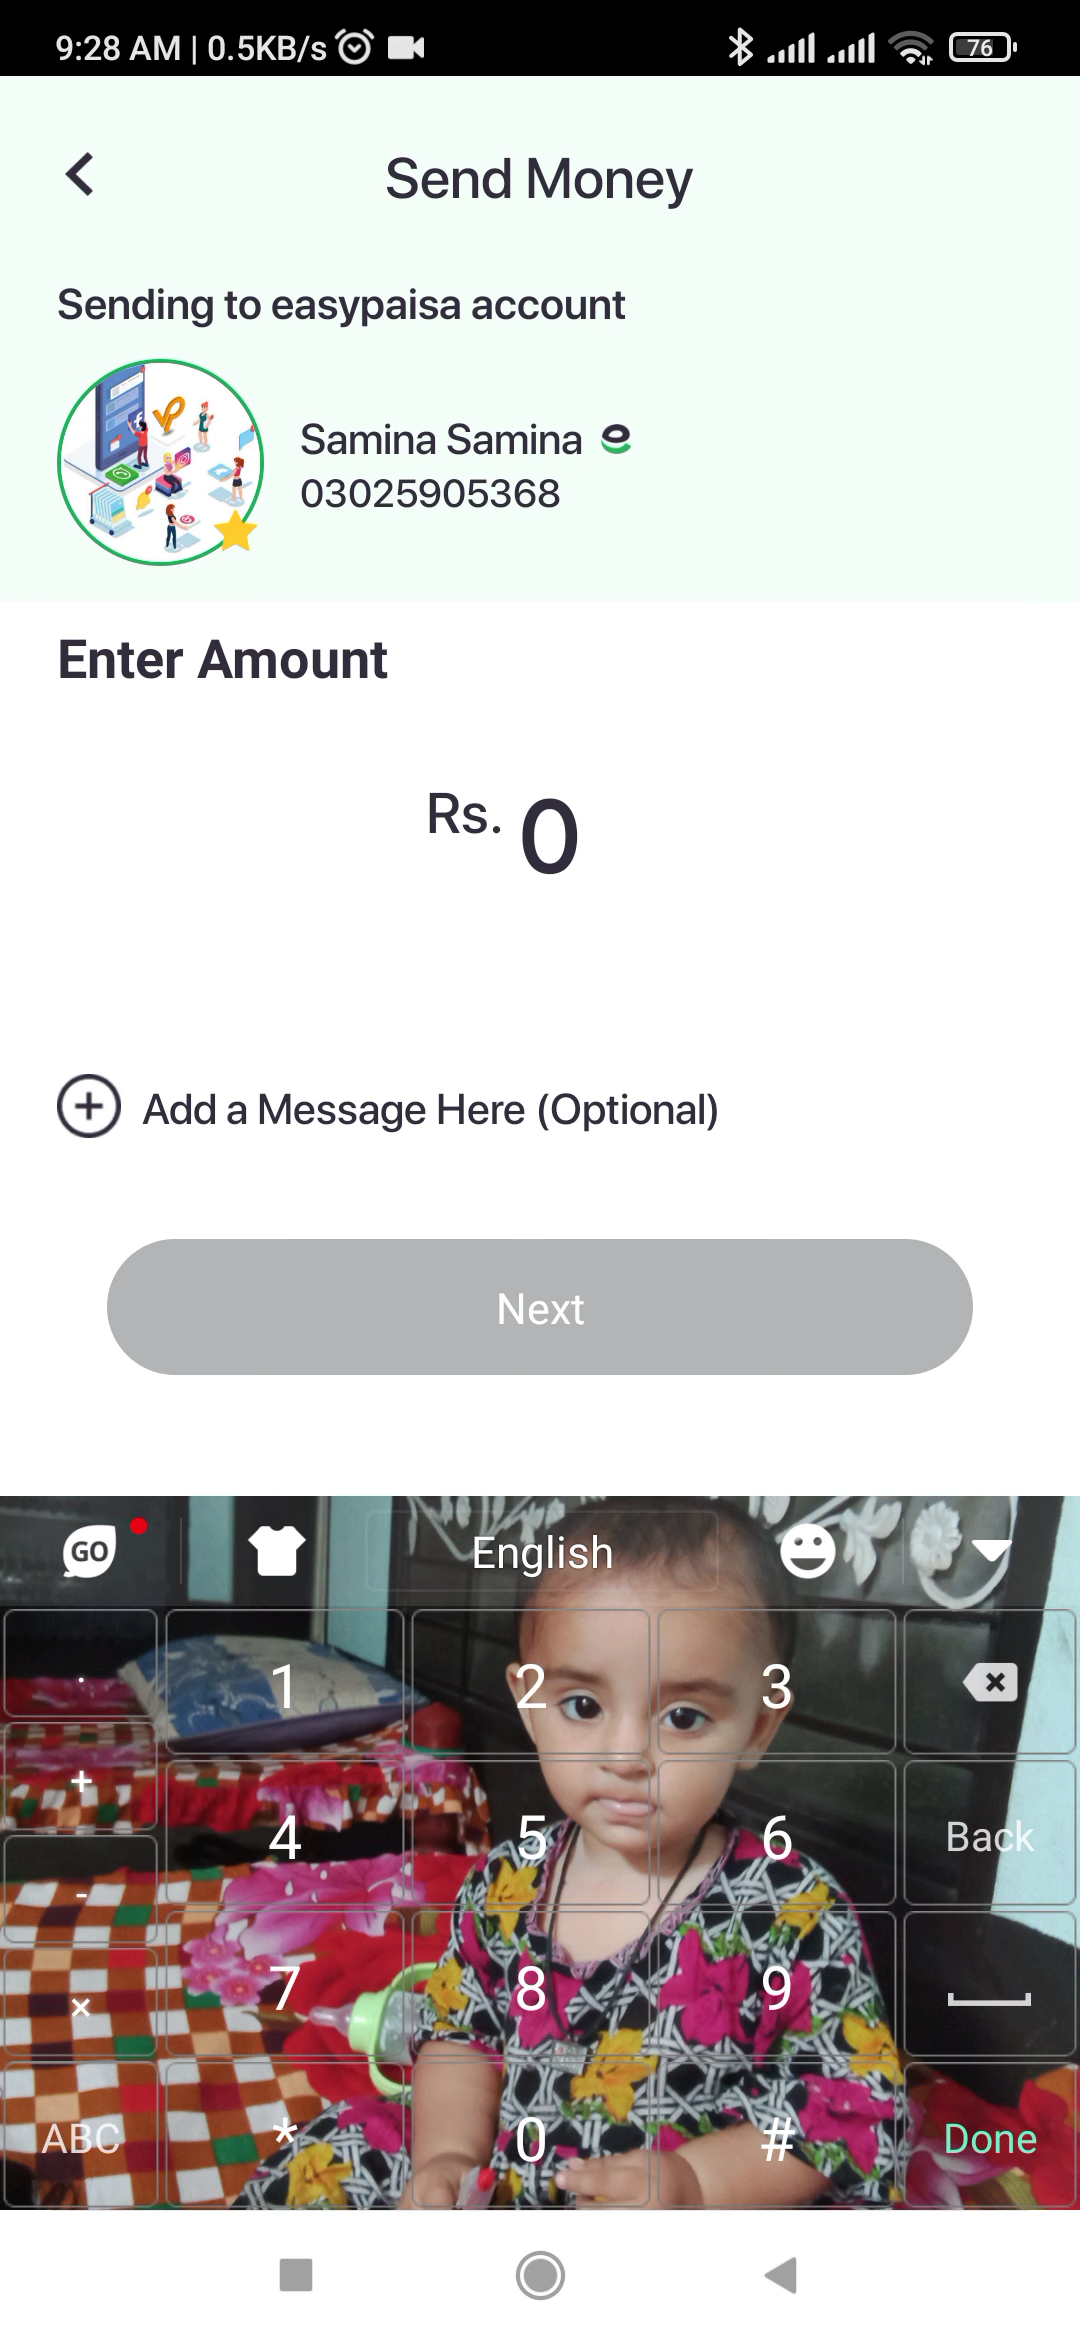 9:28 AM | 0.5KB/s 76
Send Money
Sending to easypaisa account
Samina Samina
03025905368
Enter Amount
Rs. 0
Add a Message Here (Optional)
Next
GO English
. 1 2 3
+ 4 5 6 Back
- 7 8 9
×
ABC * 0 # Done